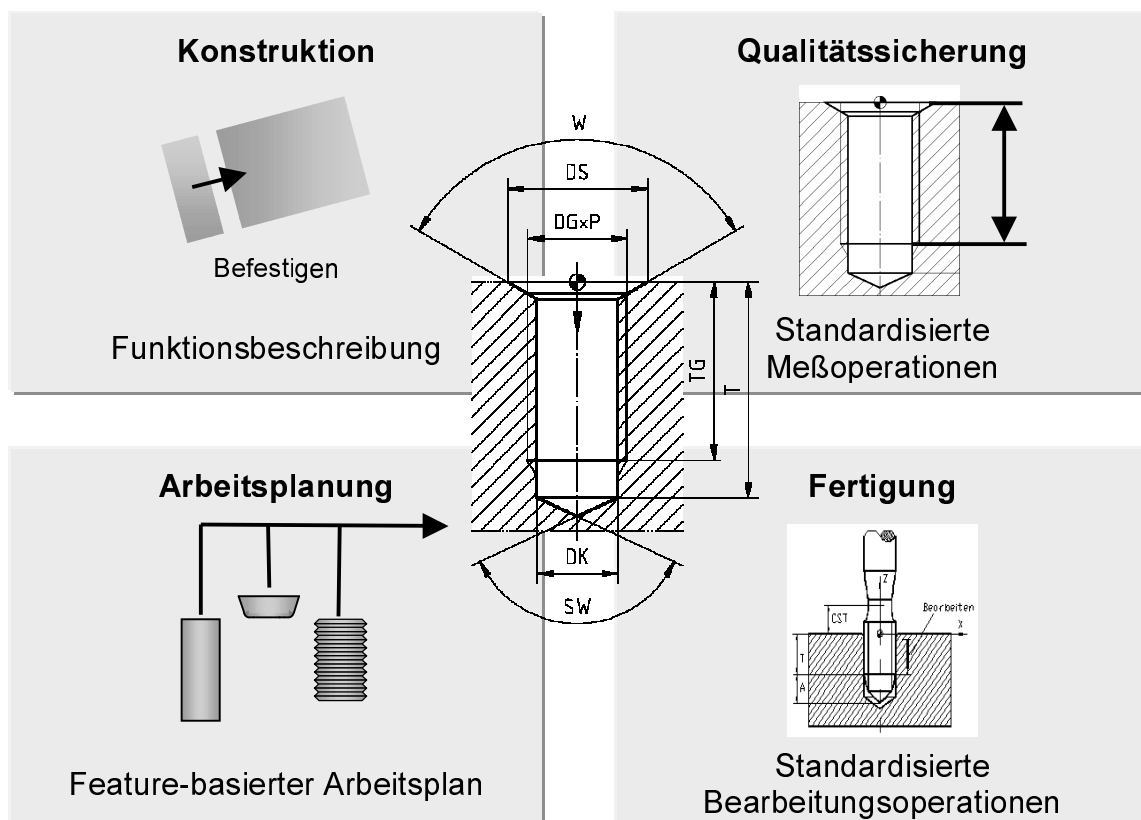 Konstruktion
Befestigen
Funktionsbeschreibung
Qualitätssicherung
Standardisierte
Meßoperationen
W
DS
DG×P
TG
T
DK
SW
Arbeitsplanung
Feature-basierter Arbeitsplan
Fertigung
Z
CST
Bearbeiten
X
T
A
Standardisierte
Bearbeitungsoperationen